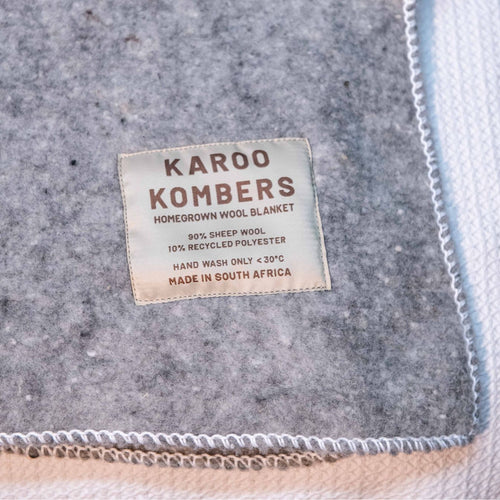 KAROO
KOMBERS
HOMEGROWN WOOL BLANKET
90% SHEEP WOOL
10% RECYCLED POLYESTER
HAND WASH ONLY <30°C
MADE IN SOUTH AFRICA